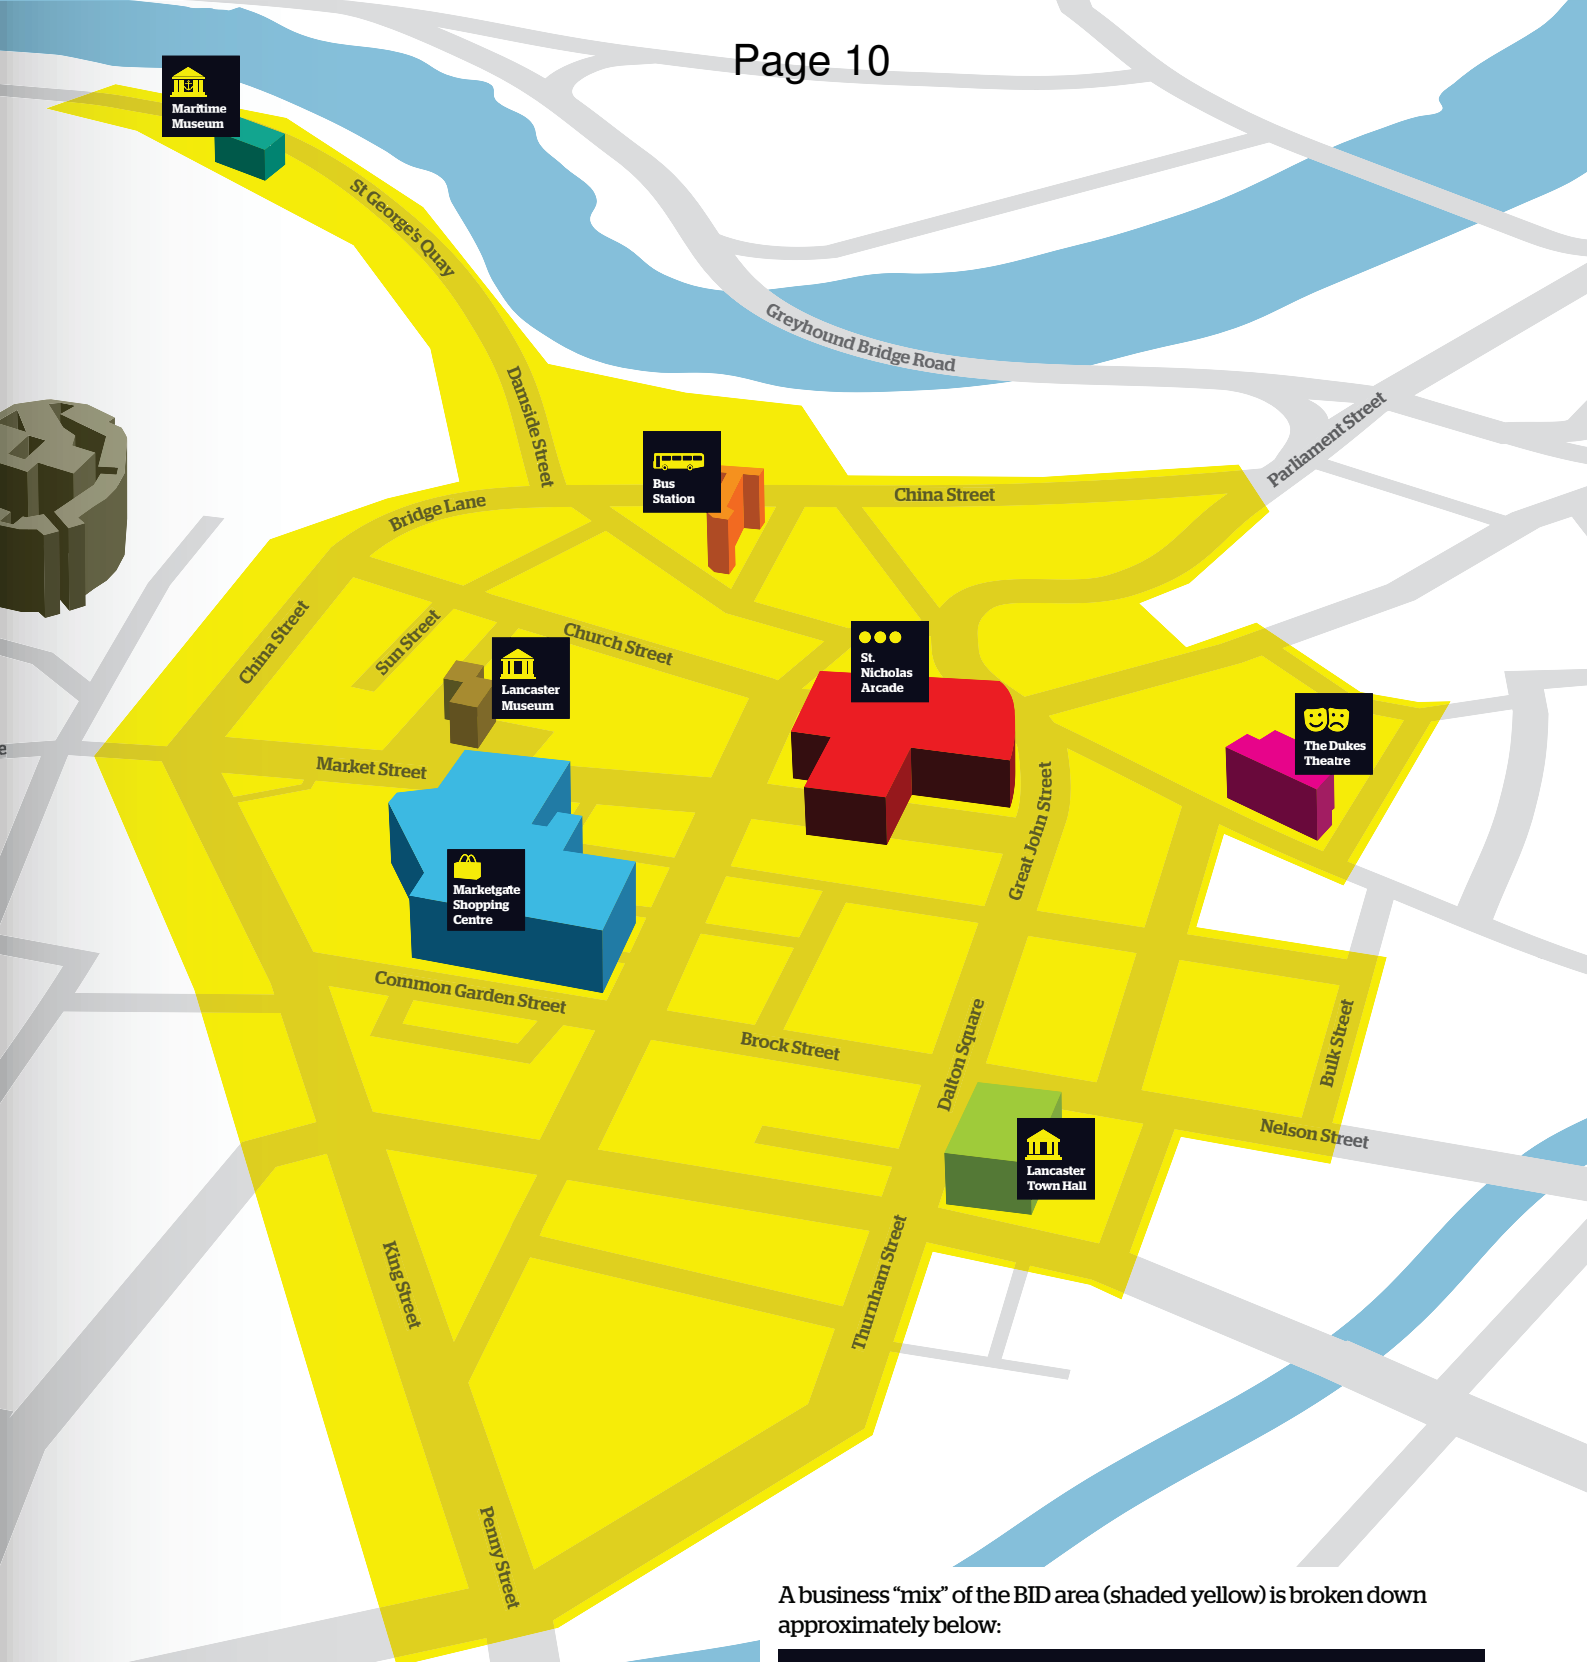 Page 10
Maritime
Museum
St George's Quay
Greyhound Bridge Road
Damside Street
Parliament Street
Bus
Station
China Street
Bridge Lane
China Street
Sun Street
Church Street
St.
Nicholas
Arcade
Lancaster
Museum
The Dukes
Theatre
e
Market Street
Great John Street
Marketgate
Shopping
Centre
Common Garden Street
Brock Street
Dalton Square
Bulk Street
Nelson Street
Lancaster
Town Hall
King Street
Thurnham Street
Penny Street
A business “mix” of the BID area (shaded yellow) is broken down
approximately below: